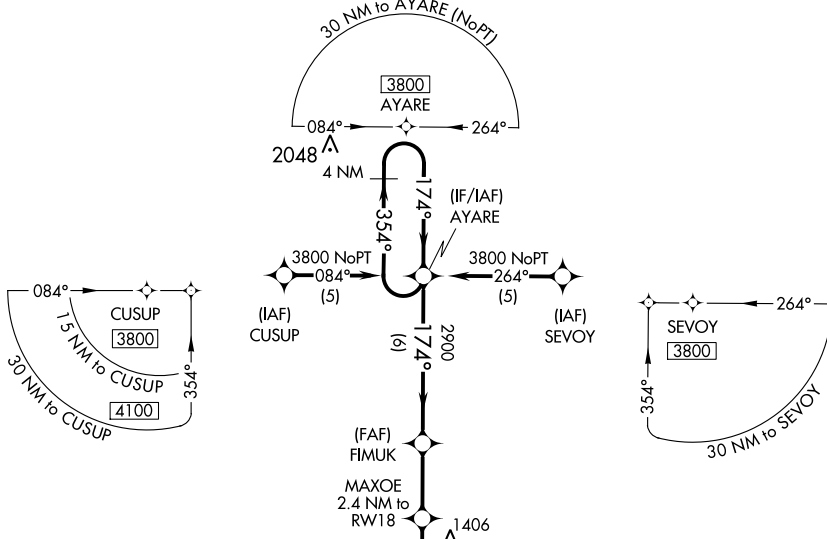 30 NM to AYARE (NoPT)
3800
AYARE
084°
264°
2048
4 NM
174°
354°
(IF/IAF)
AYARE
3800 NoPT
084°
(5)
3800 NoPT
264°
(5)
(IAF)
CUSUP
(IAF)
SEVOY
084°
CUSUP
3800
15 NM to CUSUP
4100
30 NM to CUSUP
354°
264°
SEVOY
3800
354°
30 NM to SEVOY
2900
174°
(6)
(FAF)
FIMUK
MAXOE
2.4 NM to
RW18
1406